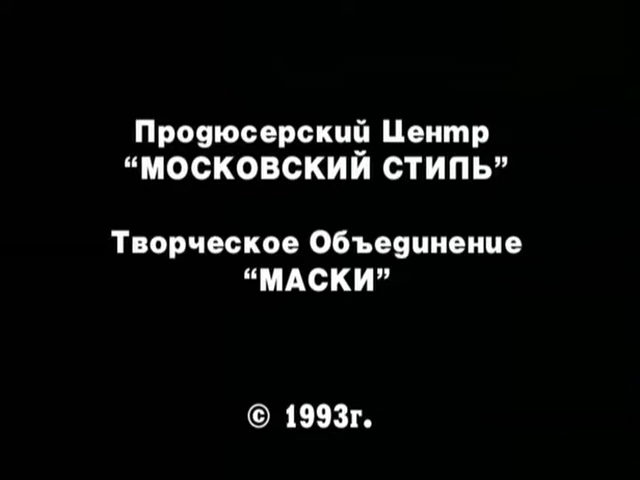 Продюсерский Центр
“МОСКОВСКИЙ СТИЛЬ”
Творческое Объединение
“МАСКИ”
© 1993г.